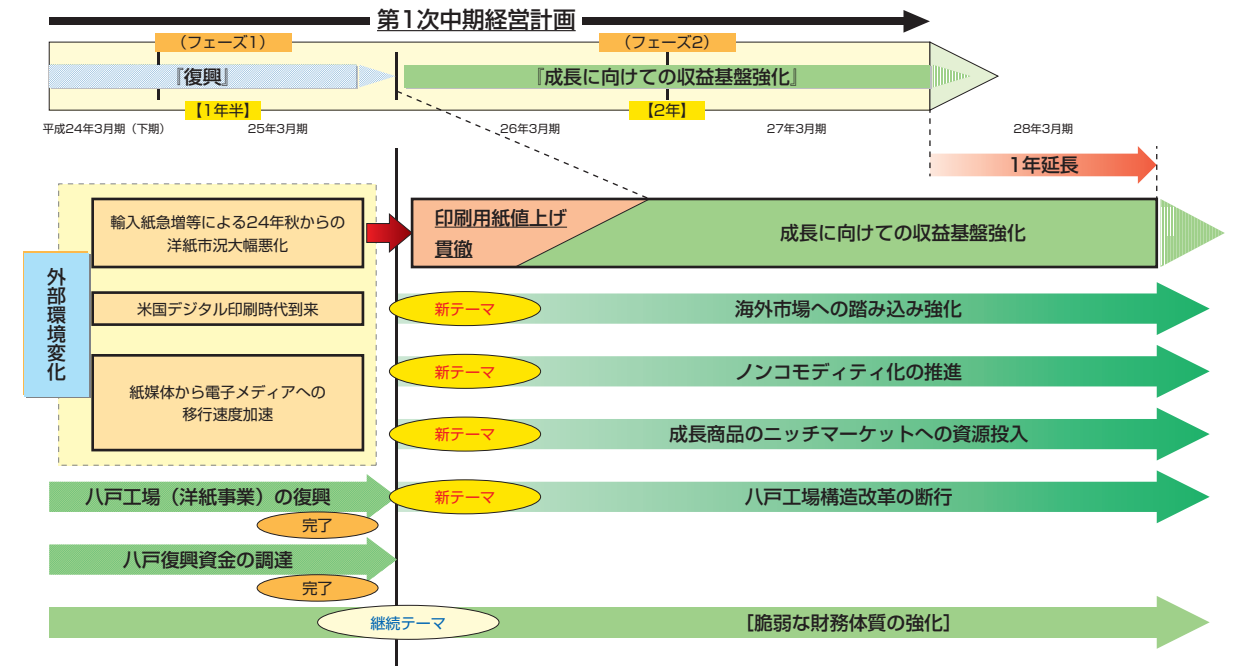 第1次中期経営計画
（フェーズ1）
（フェーズ2）
『復興』
『成長に向けての収益基盤強化』
【1年半】
【2年】
平成24年3月期（下期）
25年3月期
26年3月期
27年3月期
28年3月期
1年延長
外部環境変化
輸入紙急増等による24年秋からの
洋紙市況大幅悪化
印刷用紙値上げ
貫徹
成長に向けての収益基盤強化
米国デジタル印刷時代到来
新テーマ
海外市場への踏み込み強化
紙媒体から電子メディアへの
移行速度加速
新テーマ
ノンコモディティ化の推進
新テーマ
成長商品のニッチマーケットへの資源投入
八戸工場（洋紙事業）の復興
完了
新テーマ
八戸工場構造改革の断行
八戸復興資金の調達
完了
継続テーマ
［脆弱な財務体質の強化］